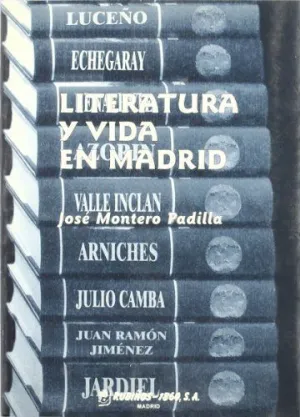 LUCEÑO
ECHEGARAY
LITERATURA
Y VIDA
AZORIN
EN MADRID
VALLE INCLAN
José Montero Padilla
ARNICHES
JULIO CAMBA
JUAN RAMÓN
JIMÉNEZ
JARDIEL
RUBIÑOS-1860, S.A.
MADRID